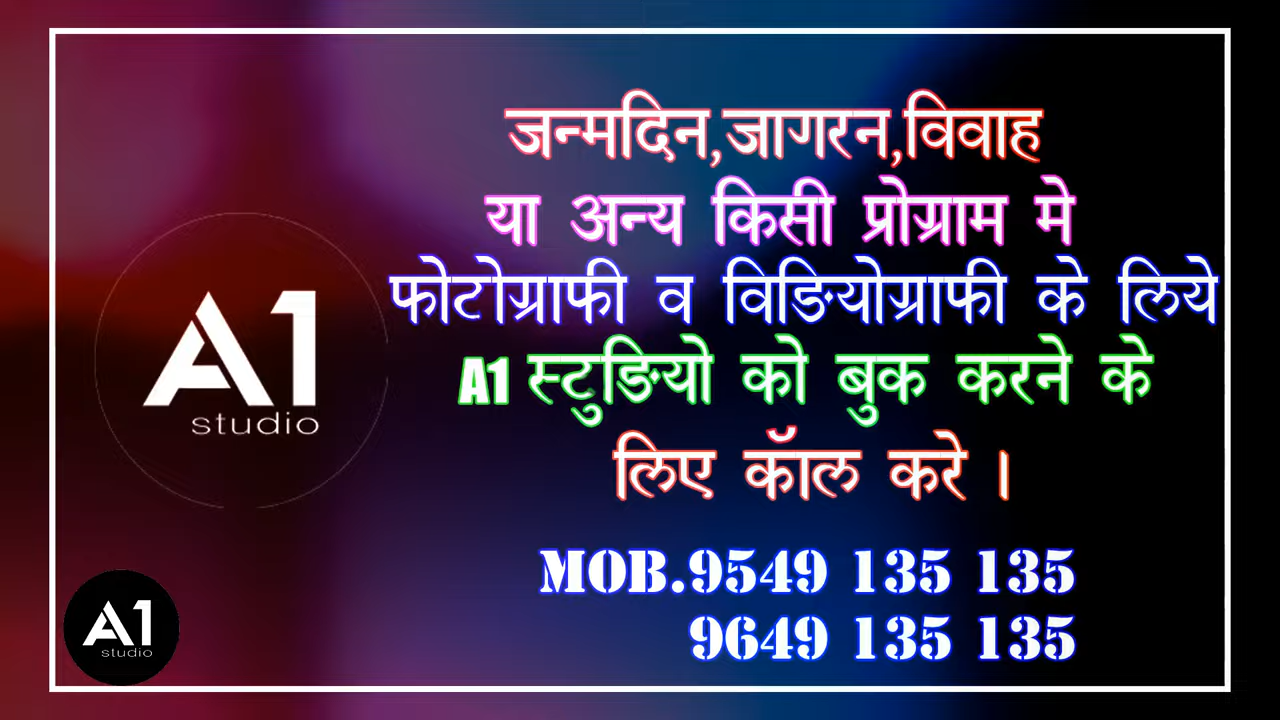 जन्मदिन,जागरन,विवाह
या अन्य किसी प्रोग्राम मे
फोटोग्राफी व विङियोग्राफी के लिये
A1 स्टुङियो को बुक करने के
लिए कॅाल करे ।
MOB.9549 135 135
9649 135 135
A1
studio
A1
studio